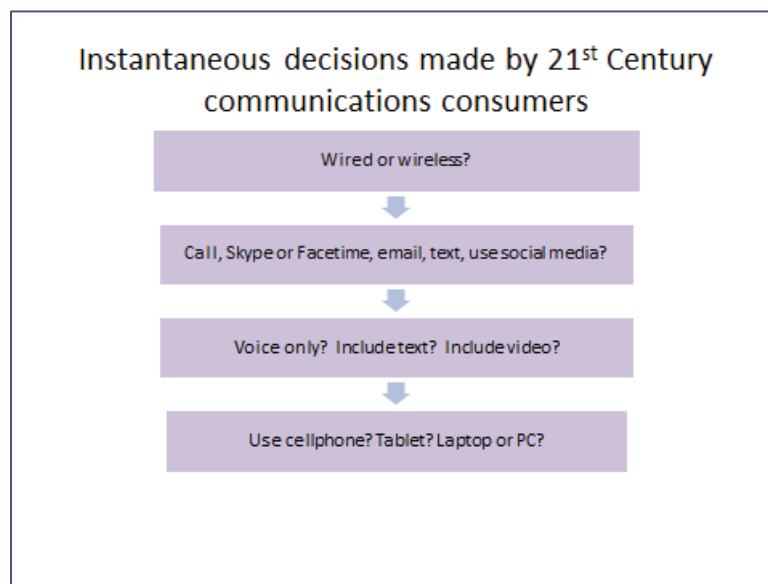 Instantaneous decisions made by 21st Century
communications consumers
Wired or wireless?
Call, Skype or Facetime, email, text, use social media?
Voice only? Include text? Include video?
Use cellphone? Tablet? Laptop or PC?